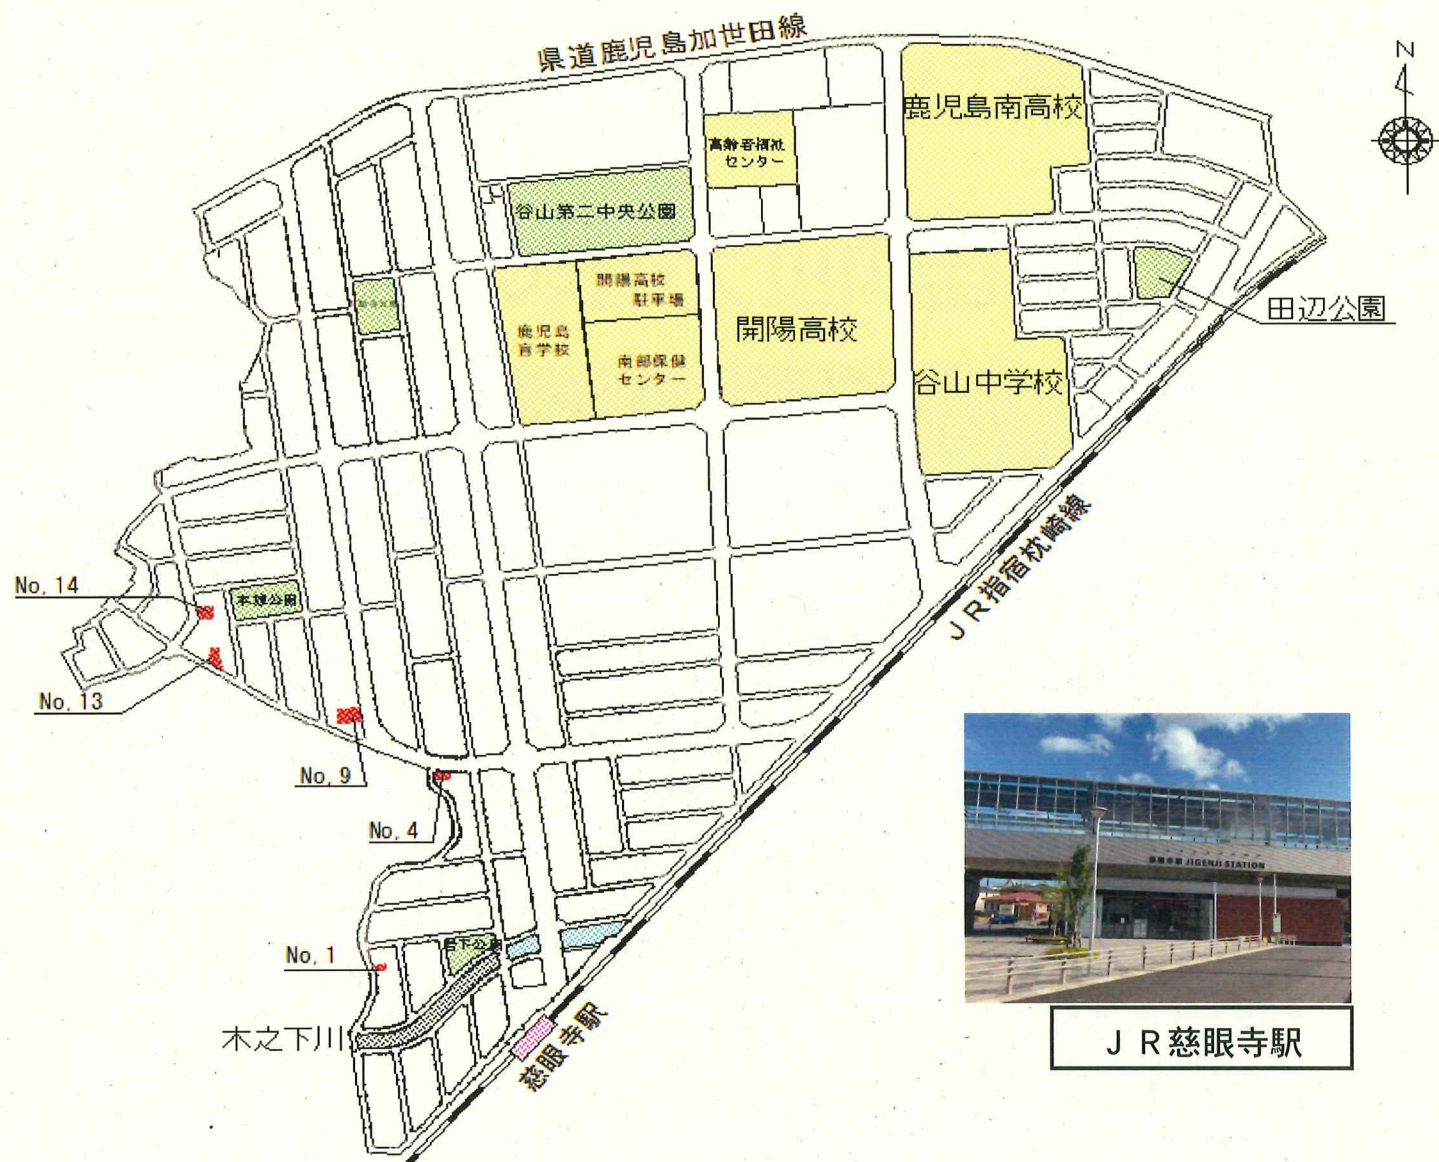 県道鹿児島加世田線
N
鹿児島南高校
高齢者福祉
センター
谷山第二中央公園
開陽高校
駐車場
鹿児島
盲学校
南部保健
センター
開陽高校
谷山中学校
田辺公園
JR指宿枕崎線
No, 14
No, 13
No, 9
No, 4
No, 1
木之下川
慈眼寺駅
慈眼寺駅 JIGENJI STATION
JR慈眼寺駅